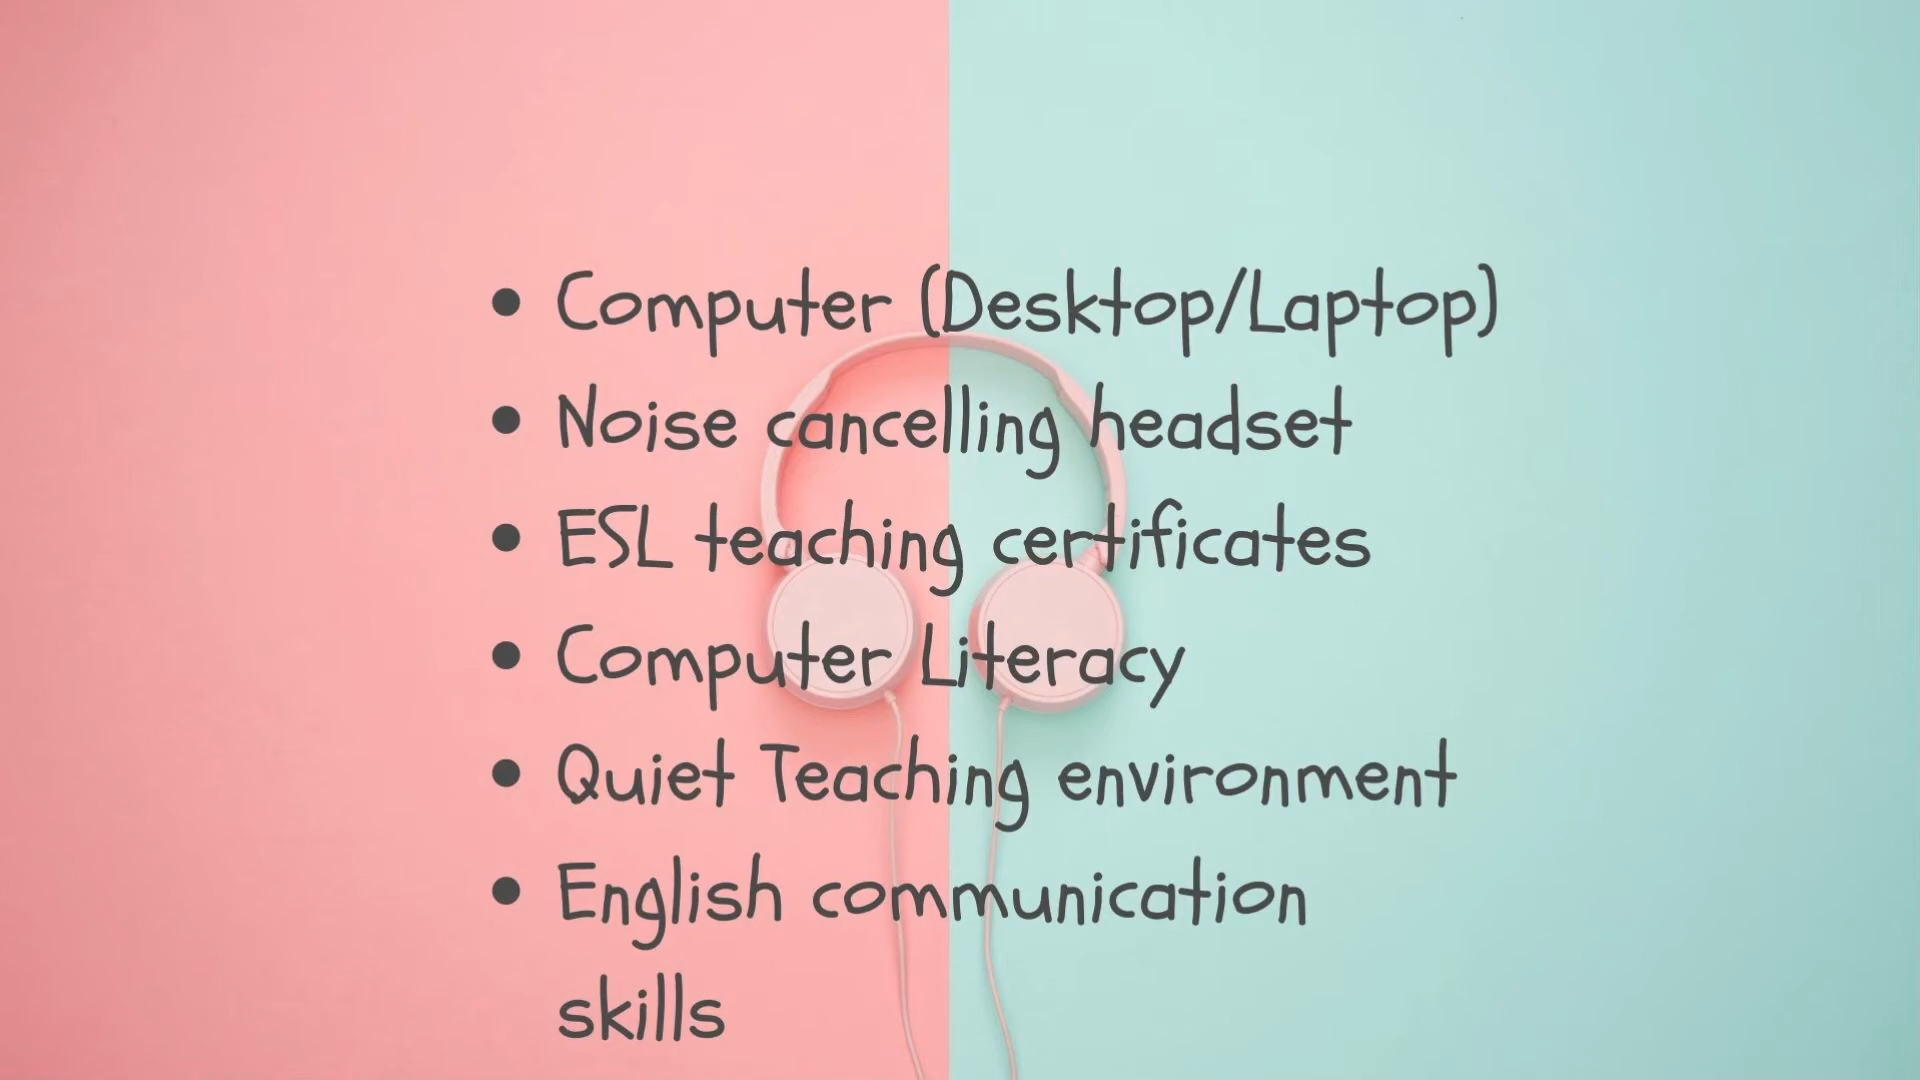 • Computer (Desktop/Laptop)
• Noise cancelling headset
• ESL teaching certificates
• Computer Literacy
• Quiet Teaching environment
• English communication
skills